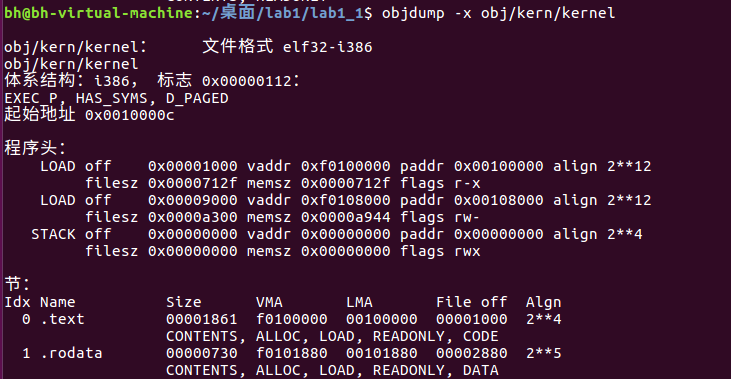 bh@bh-virtual-machine:~/桌面/lab1/lab1_1$ objdump -x obj/kern/kernel
obj/kern/kernel：     文件格式 elf32-i386
obj/kern/kernel
体系结构：i386， 标志 0x00000112：
EXEC_P, HAS_SYMS, D_PAGED
起始地址 0x0010000c
程序头：
    LOAD off    0x00001000 vaddr 0xf0100000 paddr 0x00100000 align 2**12
         filesz 0x0000712f memsz 0x0000712f flags r-x
    LOAD off    0x00009000 vaddr 0xf0108000 paddr 0x00108000 align 2**12
         filesz 0x0000a300 memsz 0x0000a944 flags rw-
   STACK off    0x00000000 vaddr 0x00000000 paddr 0x00000000 align 2**4
         filesz 0x00000000 memsz 0x00000000 flags rwx
节：
Idx Name          Size      VMA       LMA       File off  Algn
  0 .text         00001861  f0100000  00100000  00001000  2**4
                  CONTENTS, ALLOC, LOAD, READONLY, CODE
  1 .rodata       00000730  f0101880  00101880  00002880  2**5
                  CONTENTS, ALLOC, LOAD, READONLY, DATA